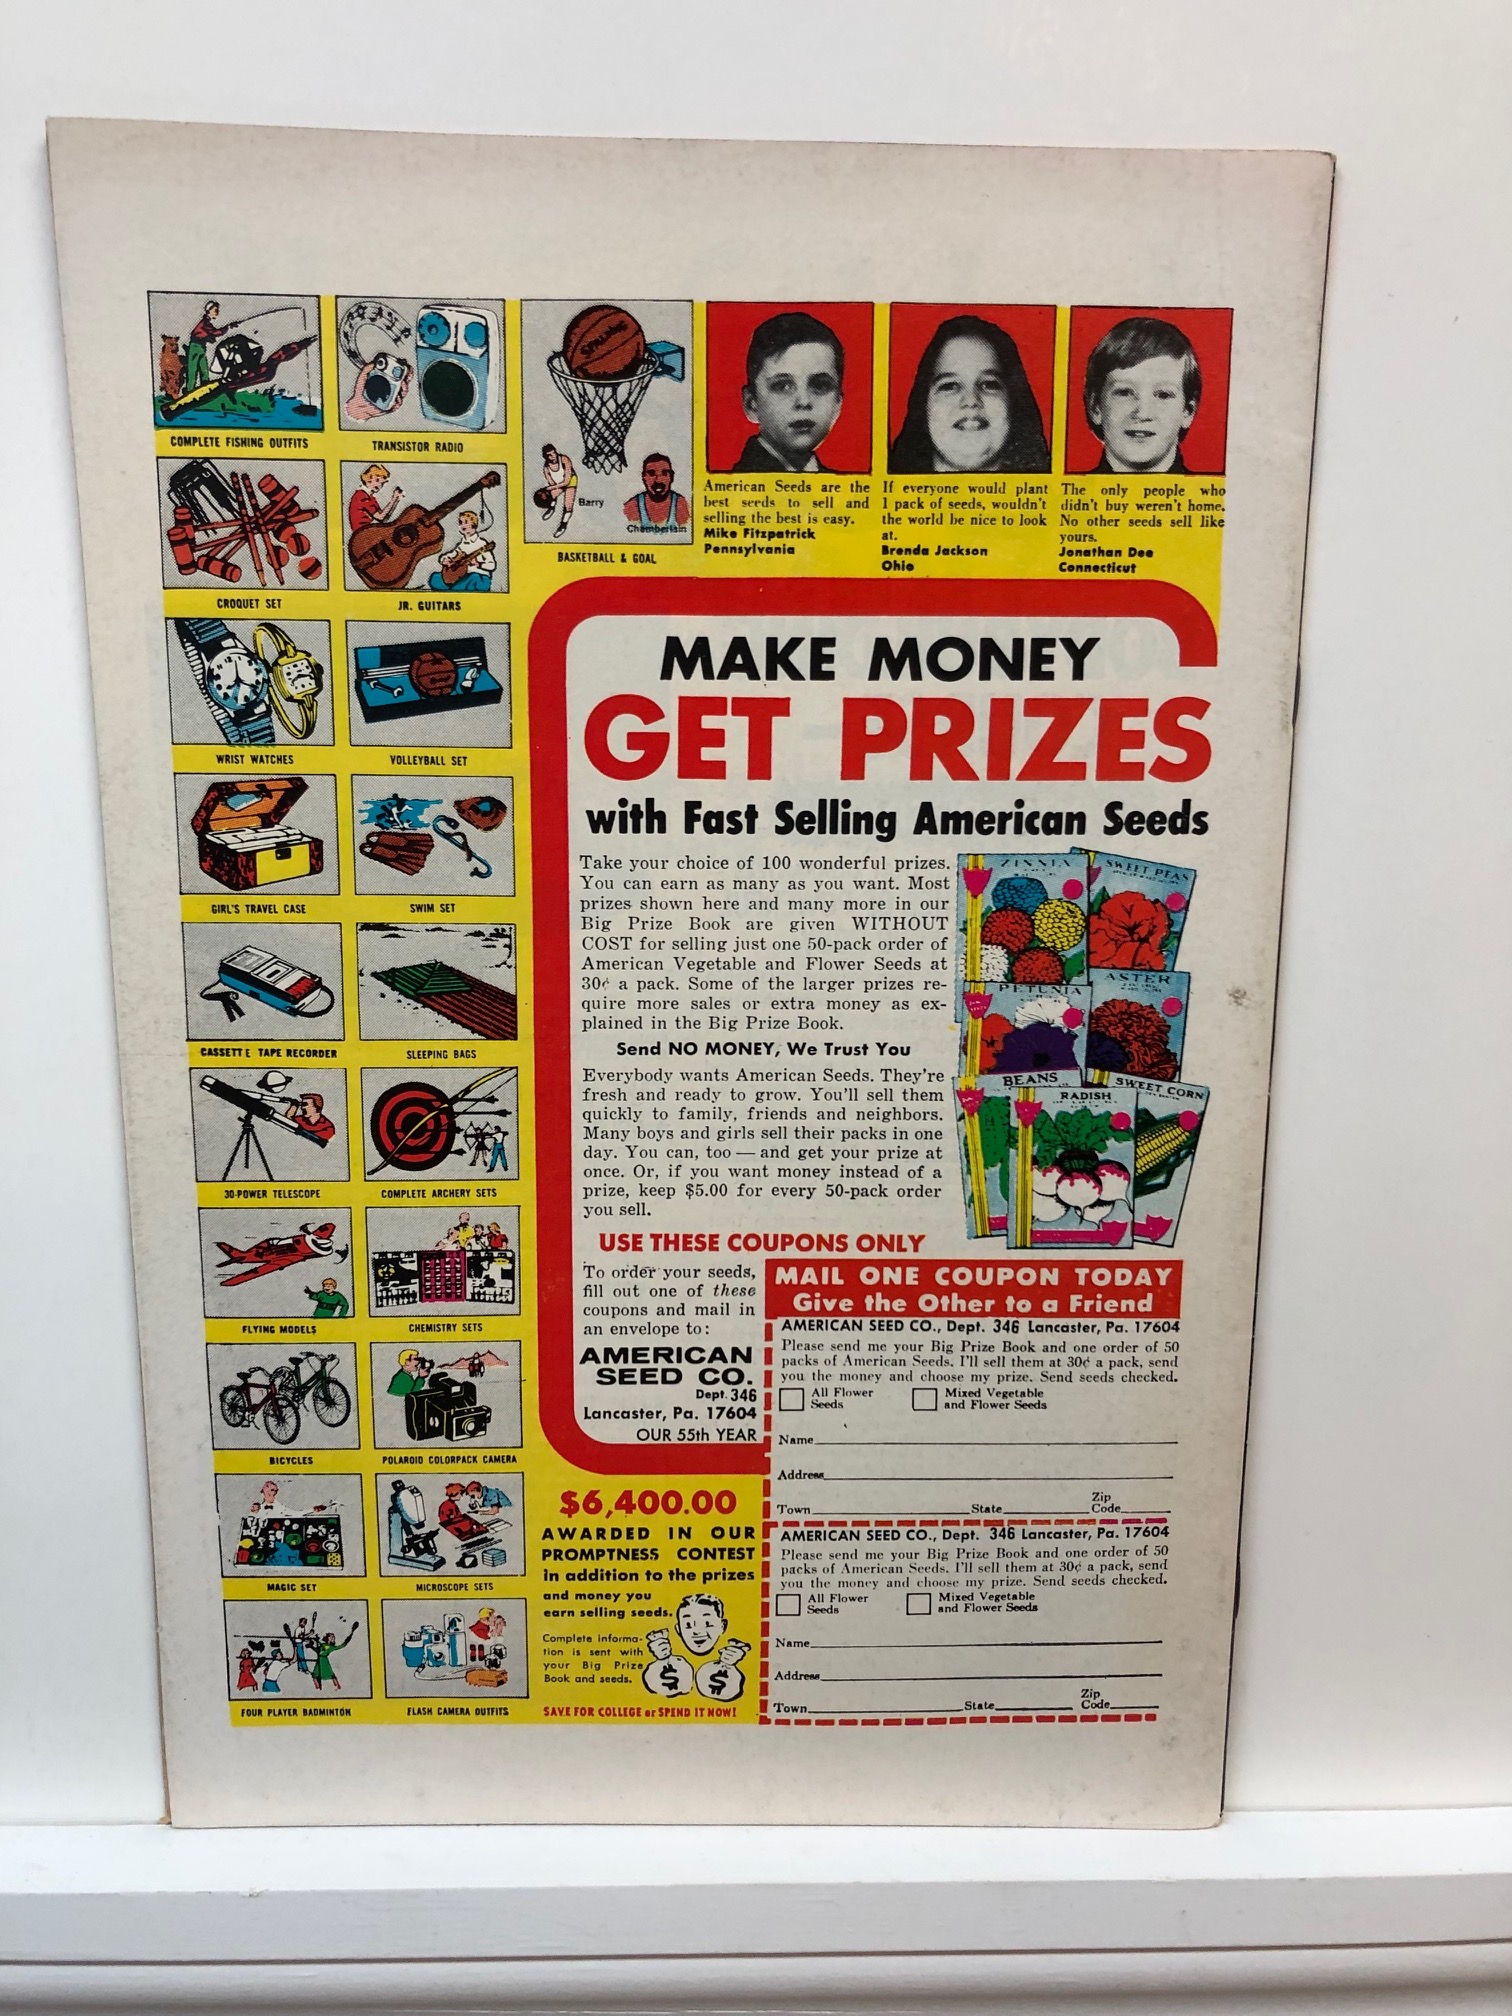 COMPLETE FISHING OUTFITS
TRANSISTOR RADIO
SPALDING
Barry
Chamberlain
BASKETBALL & GOAL
CROQUET SET
JR. GUITARS
WRIST WATCHES
VOLLEYBALL SET
GIRL'S TRAVEL CASE
SWIM SET
CASSETTE TAPE RECORDER
SLEEPING BAGS
30-POWER TELESCOPE
COMPLETE ARCHERY SETS
FLYING MODELS
CHEMISTRY SETS
BICYCLES
POLAROID COLORPACK CAMERA
MAGIC SET
MICROSCOPE SETS
FOUR PLAYER BADMINTON
FLASH CAMERA OUTFITS
American Seeds are the
best seeds to sell and
selling the best is easy.
Mike Fitzpatrick
Pennsylvania
If everyone would plant
1 pack of seeds, wouldn't
the world be nice to look
at.
Brenda Jackson
Ohio
The only people who
didn't buy weren't home.
No other seeds sell like
yours.
Jonathan Dee
Connecticut
MAKE MONEY
GET PRIZES
with Fast Selling American Seeds
Take your choice of 100 wonderful prizes.
You can earn as many as you want. Most
prizes shown here and many more in our
Big Prize Book are given WITHOUT
COST for selling just one 50-pack order of
American Vegetable and Flower Seeds at
30¢ a pack. Some of the larger prizes re-
quire more sales or extra money as ex-
plained in the Big Prize Book.
Send NO MONEY, We Trust You
Everybody wants American Seeds. They're
fresh and ready to grow. You'll sell them
quickly to family, friends and neighbors.
Many boys and girls sell their packs in one
day. You can, too — and get your prize at
once. Or, if you want money instead of a
prize, keep $5.00 for every 50-pack order
you sell.
ZINNIA
SWEET PEAS
PETUNIA
ASTER
BEANS
RADISH
SWEET CORN
USE THESE COUPONS ONLY
To order your seeds,
fill out one of these
coupons and mail in
an envelope to:
AMERICAN
SEED CO.
Dept. 346
Lancaster, Pa. 17604
OUR 55th YEAR
MAIL ONE COUPON TODAY
Give the Other to a Friend
AMERICAN SEED CO., Dept. 346 Lancaster, Pa. 17604
Please send me your Big Prize Book and one order of 50
packs of American Seeds. I'll sell them at 30¢ a pack, send
you the money and choose my prize. Send seeds checked.
All Flower
Seeds
Mixed Vegetable
and Flower Seeds
Name
Address
Town State Zip
Code
AMERICAN SEED CO., Dept. 346 Lancaster, Pa. 17604
Please send me your Big Prize Book and one order of 50
packs of American Seeds. I'll sell them at 30¢ a pack, send
you the money and choose my prize. Send seeds checked.
All Flower
Seeds
Mixed Vegetable
and Flower Seeds
Name
Address
Town State Zip
Code
$6,400.00
AWARDED IN OUR
PROMPTNESS CONTEST
in addition to the prizes
and money you
earn selling seeds.
Complete informa-
tion is sent with
your Big Prize
Book and seeds.
$ $
SAVE FOR COLLEGE or SPEND IT NOW!